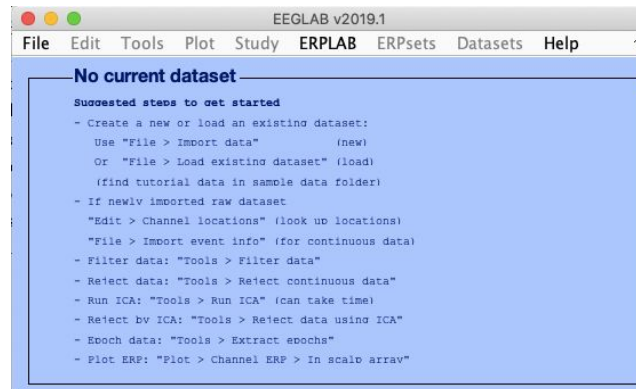 EEGLAB v2019.1
File Edit Tools Plot Study ERPLAB ERPsets Datasets Help
No current dataset
Suggested steps to get started
- Create a new or load an existing dataset:
Use "File > Import data" (new)
Or "File > Load existing dataset" (load)
(find tutorial data in sample data folder)
- If newly imported raw dataset
"Edit > Channel locations" (look up locations)
"File > Import event info" (for continuous data)
- Filter data: "Tools > Filter data"
- Reject data: "Tools > Reject continuous data"
- Run ICA: "Tools > Run ICA" (can take time)
- Reject by ICA: "Tools > Reject data using ICA"
- Epoch data: "Tools > Extract epochs"
- Plot ERP: "Plot > Channel ERP > In scalp array"